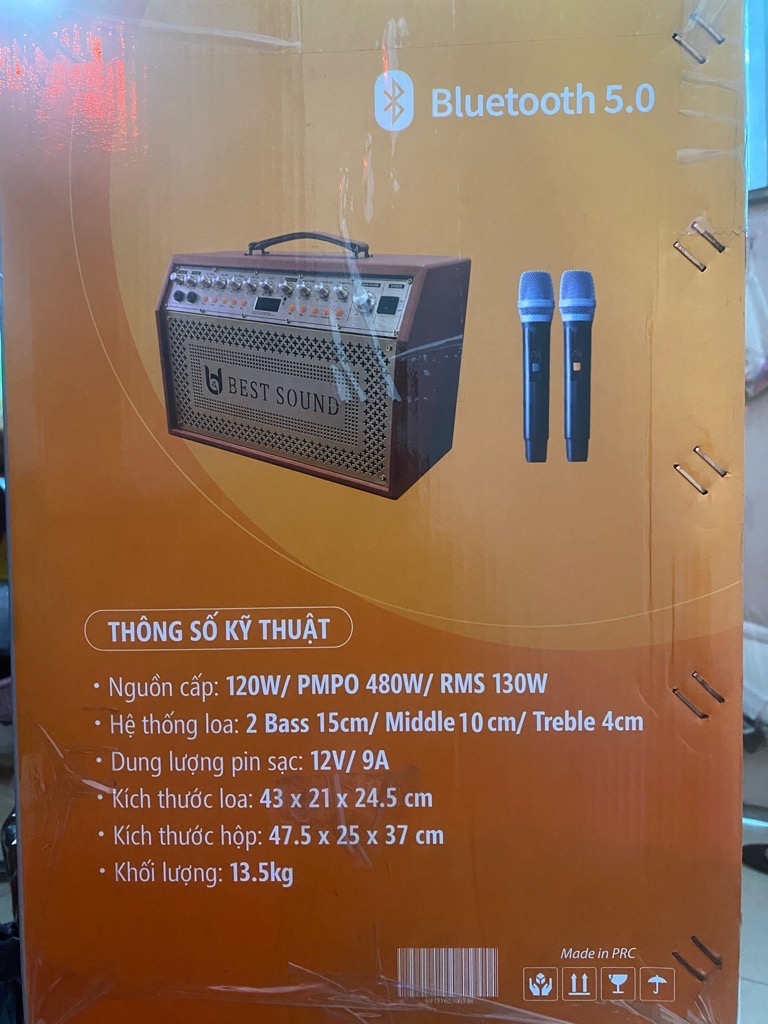 Bluetooth 5.0
BEST SOUND
THÔNG SỐ KỸ THUẬT
• Nguồn cấp: 120W/ PMPO 480W/ RMS 130W
• Hệ thống loa: 2 Bass 15cm/ Middle 10 cm/ Treble 4cm
• Dung lượng pin sạc: 12V/ 9A
• Kích thước loa: 43 x 21 x 24.5 cm
• Kích thước hộp: 47.5 x 25 x 37 cm
• Khối lượng: 13.5kg
Made in PRC